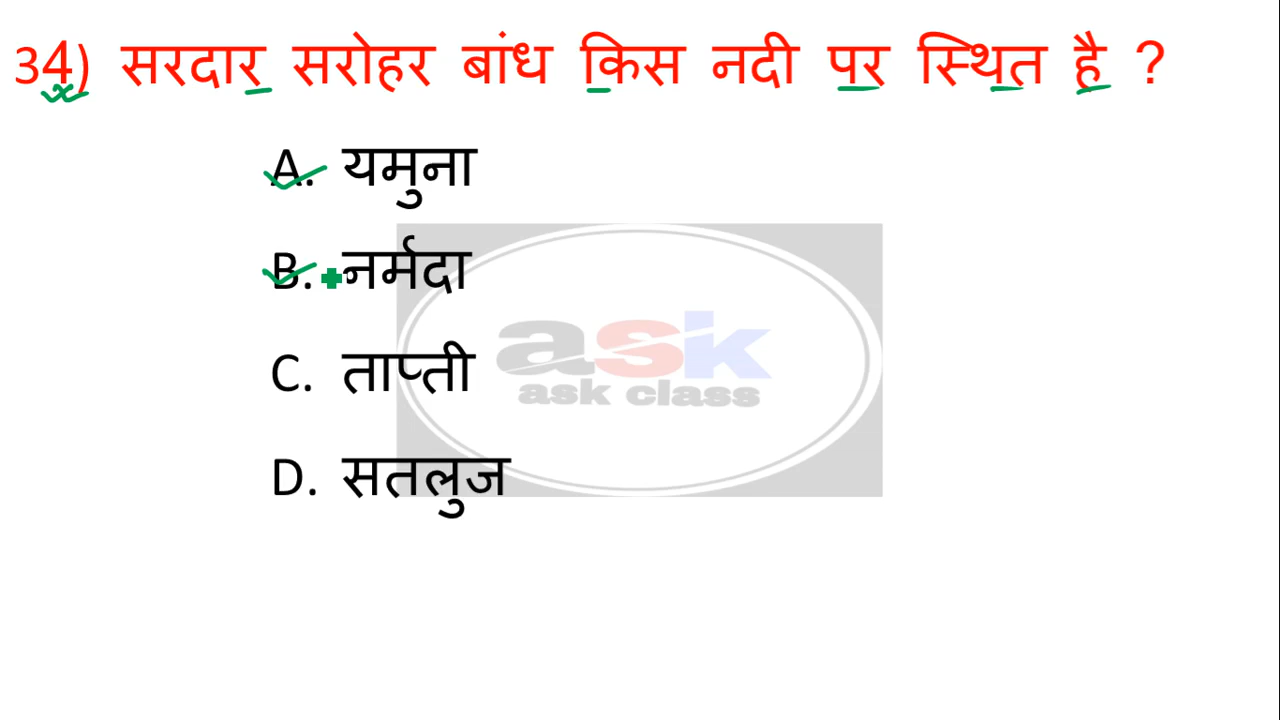 34) सरदार सरोहर बांध किस नदी पर स्थित है ?
A. यमुना
B. नर्मदा
C. ताप्ती
D. सतलुज
ask
ask class